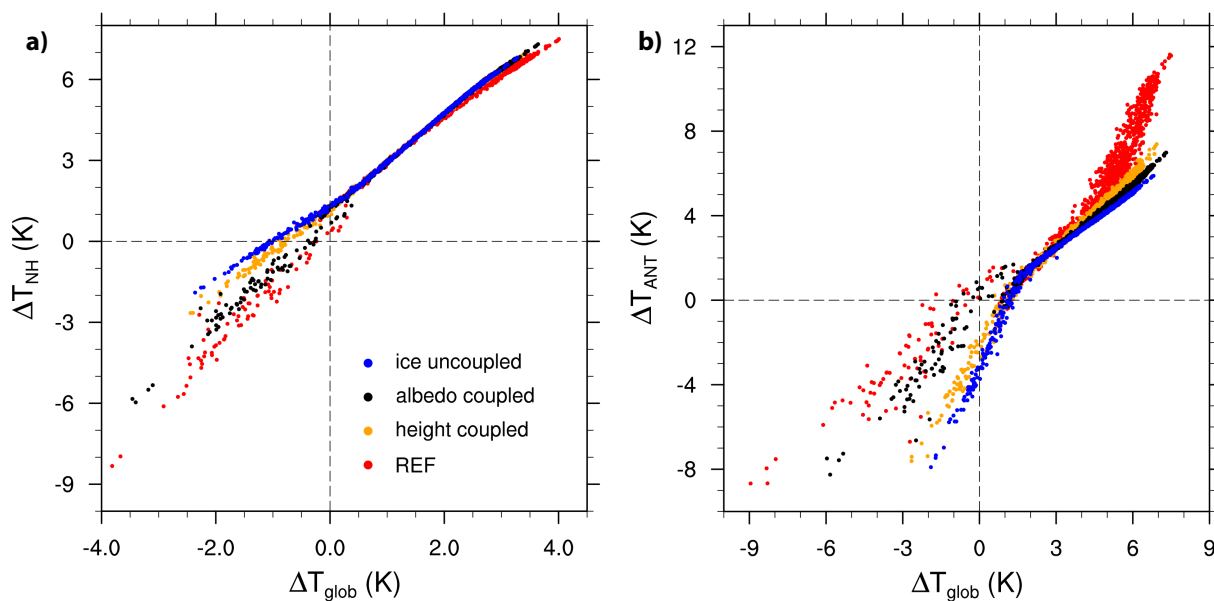 a)
6
3
0
-3
-6
-9
ΔT_NH (K)
-4.0 -2.0 0.0 2.0 4.0
ΔT_glob (K)
ice uncoupled
albedo coupled
height coupled
REF
b)
12
8
4
0
-4
-8
ΔT_ANT (K)
-9 -6 -3 0 3 6 9
ΔT_glob (K)